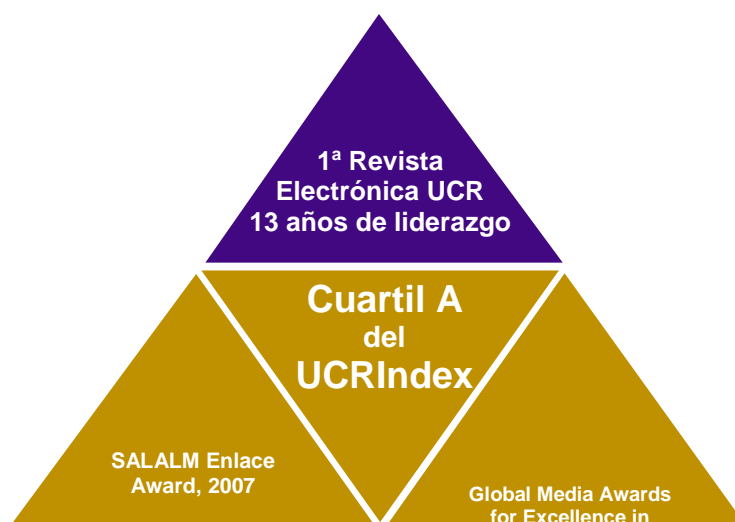 1ª Revista
Electrónica UCR
13 años de liderazgo
Cuartil A
del
UCRIndex
SALALM Enlace
Award, 2007
Global Media Awards
for Excellence in